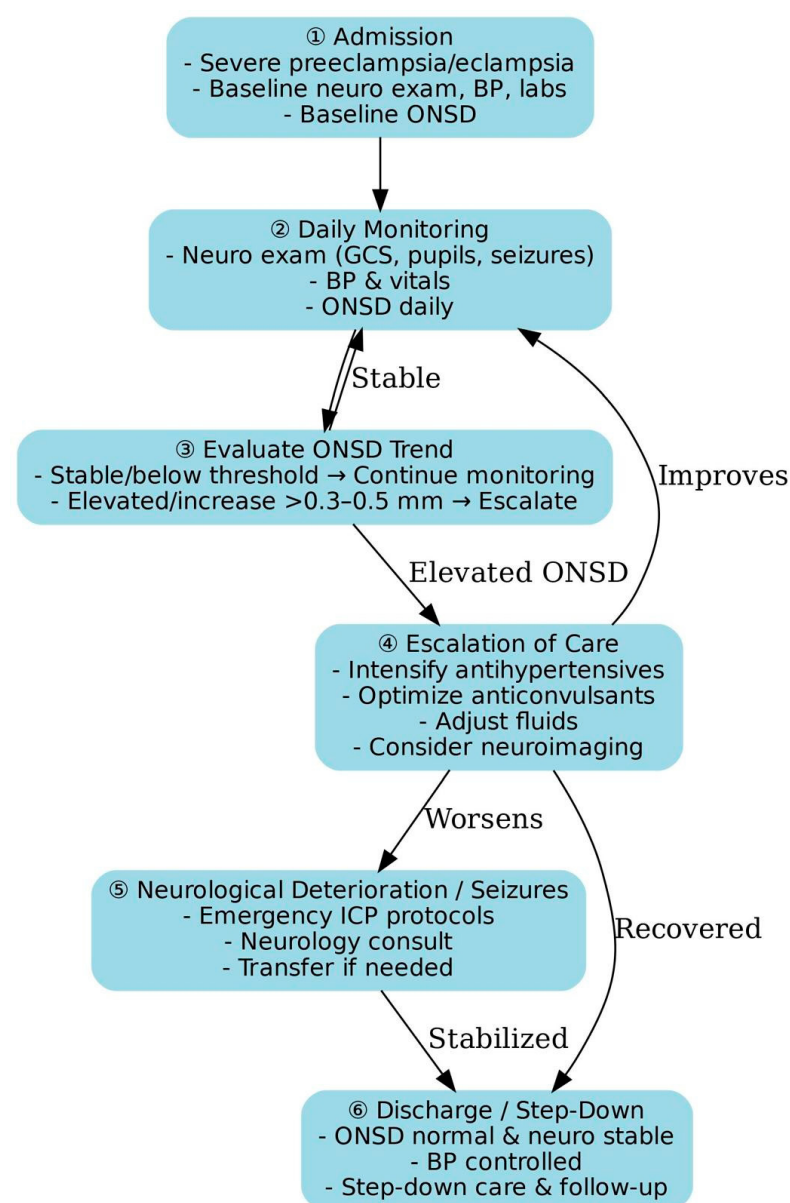 ① Admission
- Severe preeclampsia/eclampsia
- Baseline neuro exam, BP, labs
- Baseline ONSD
② Daily Monitoring
- Neuro exam (GCS, pupils, seizures)
- BP & vitals
- ONSD daily
Stable
③ Evaluate ONSD Trend
- Stable/below threshold → Continue monitoring
- Elevated/increase >0.3–0.5 mm → Escalate
Improves
Elevated ONSD
④ Escalation of Care
- Intensify antihypertensives
- Optimize anticonvulsants
- Adjust fluids
- Consider neuroimaging
Worsens
⑤ Neurological Deterioration / Seizures
- Emergency ICP protocols
- Neurology consult
- Transfer if needed
Recovered
Stabilized
⑥ Discharge / Step-Down
- ONSD normal & neuro stable
- BP controlled
- Step-down care & follow-up